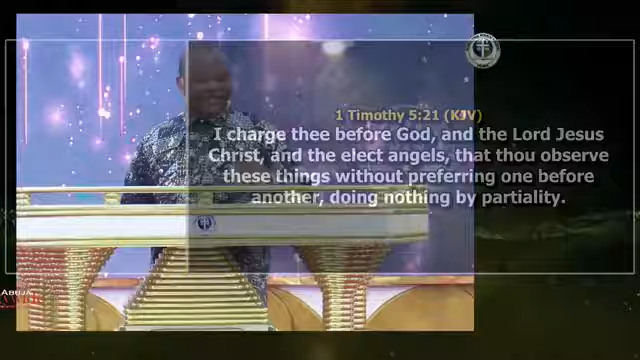 1 Timothy 5:21 (KJV)
I charge thee before God, and the Lord Jesus
Christ, and the elect angels, that thou observe
these things without preferring one before
another, doing nothing by partiality.
ABUJA